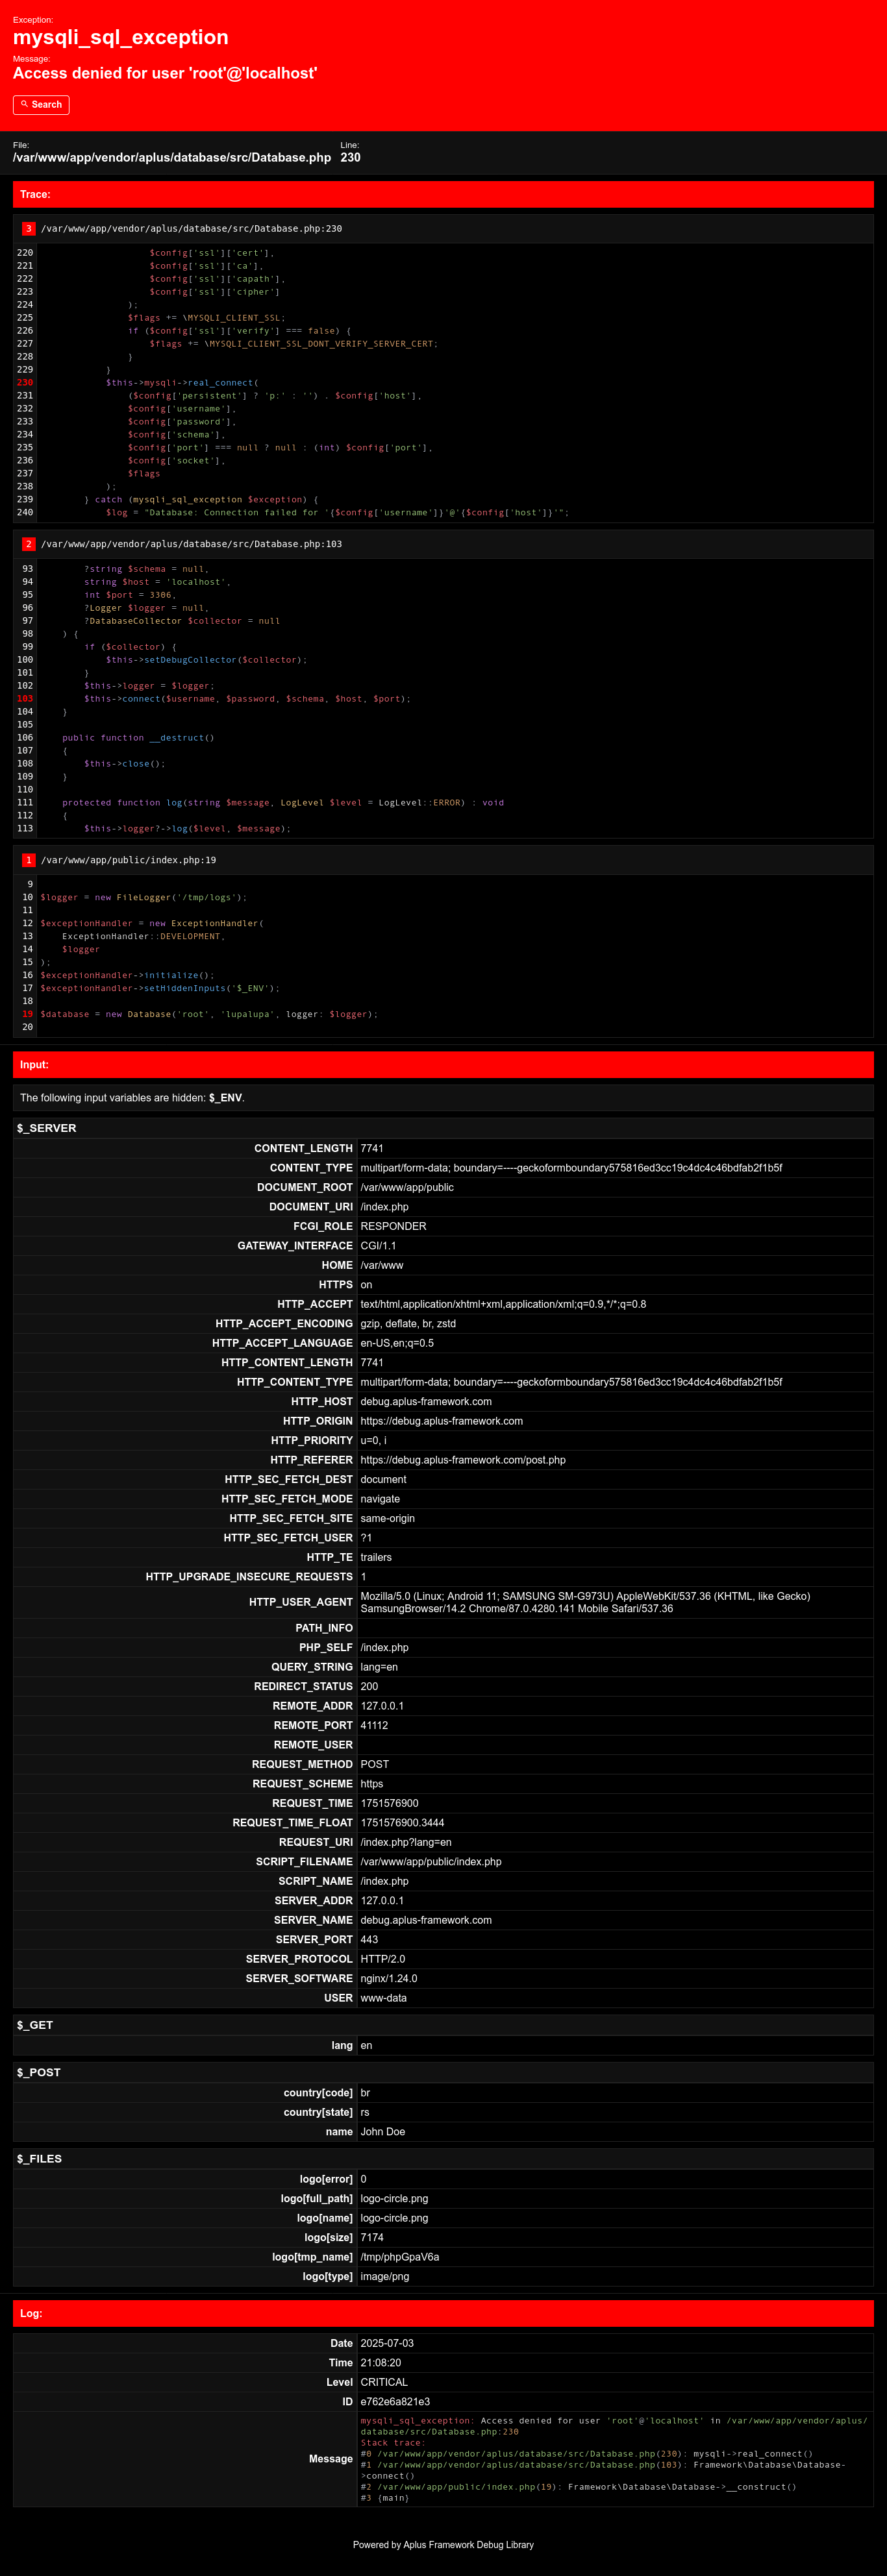 Exception:
mysqli_sql_exception
Message:
Access denied for user 'root'@'localhost'
Search
File:
/var/www/app/vendor/aplus/database/src/Database.php
Line:
230
Trace:
3 /var/www/app/vendor/aplus/database/src/Database.php:230
220 $config['ssl']['cert'],
221 $config['ssl']['ca'],
222 $config['ssl']['capath'],
223 $config['ssl']['cipher']
224 );
225 $flags += \MYSQLI_CLIENT_SSL;
226 if ($config['ssl']['verify'] === false) {
227 $flags += \MYSQLI_CLIENT_SSL_DONT_VERIFY_SERVER_CERT;
228 }
229 }
230 $this->mysqli->real_connect(
231 ($config['persistent'] ? 'p:' : '') . $config['host'],
232 $config['username'],
233 $config['password'],
234 $config['schema'],
235 $config['port'] === null ? null : (int) $config['port'],
236 $config['socket'],
237 $flags
238 );
239 } catch (mysqli_sql_exception $exception) {
240 $log = "Database: Connection failed for '{$config['username']}'@'{$config['host']}'";
2 /var/www/app/vendor/aplus/database/src/Database.php:103
93 ?string $schema = null,
94 string $host = 'localhost',
95 int $port = 3306,
96 ?Logger $logger = null,
97 ?DatabaseCollector $collector = null
98 ) {
99 if ($collector) {
100 $this->setDebugCollector($collector);
101 }
102 $this->logger = $logger;
103 $this->connect($username, $password, $schema, $host, $port);
104 }
105
106 public function __destruct()
107 {
108 $this->close();
109 }
110
111 protected function log(string $message, LogLevel $level = LogLevel::ERROR) : void
112 {
113 $this->logger?->log($level, $message);
1 /var/www/app/public/index.php:19
9
10 $logger = new FileLogger('/tmp/logs');
11
12 $exceptionHandler = new ExceptionHandler(
13 ExceptionHandler::DEVELOPMENT,
14 $logger
15 );
16 $exceptionHandler->initialize();
17 $exceptionHandler->setHiddenInputs('$_ENV');
18
19 $database = new Database('root', 'lupalupa', logger: $logger);
20
Input:
The following input variables are hidden: $_ENV.
$_SERVER
CONTENT_LENGTH 7741
CONTENT_TYPE multipart/form-data; boundary=----geckoformboundary575816ed3cc19c4dc4c46bdfab2f1b5f
DOCUMENT_ROOT /var/www/app/public
DOCUMENT_URI /index.php
FCGI_ROLE RESPONDER
GATEWAY_INTERFACE CGI/1.1
HOME /var/www
HTTPS on
HTTP_ACCEPT text/html,application/xhtml+xml,application/xml;q=0.9,*/*;q=0.8
HTTP_ACCEPT_ENCODING gzip, deflate, br, zstd
HTTP_ACCEPT_LANGUAGE en-US,en;q=0.5
HTTP_CONTENT_LENGTH 7741
HTTP_CONTENT_TYPE multipart/form-data; boundary=----geckoformboundary575816ed3cc19c4dc4c46bdfab2f1b5f
HTTP_HOST debug.aplus-framework.com
HTTP_ORIGIN https://debug.aplus-framework.com
HTTP_PRIORITY u=0, i
HTTP_REFERER https://debug.aplus-framework.com/post.php
HTTP_SEC_FETCH_DEST document
HTTP_SEC_FETCH_MODE navigate
HTTP_SEC_FETCH_SITE same-origin
HTTP_SEC_FETCH_USER ?1
HTTP_TE trailers
HTTP_UPGRADE_INSECURE_REQUESTS 1
HTTP_USER_AGENT Mozilla/5.0 (Linux; Android 11; SAMSUNG SM-G973U) AppleWebKit/537.36 (KHTML, like Gecko)
SamsungBrowser/14.2 Chrome/87.0.4280.141 Mobile Safari/537.36
PATH_INFO
PHP_SELF /index.php
QUERY_STRING lang=en
REDIRECT_STATUS 200
REMOTE_ADDR 127.0.0.1
REMOTE_PORT 41112
REMOTE_USER
REQUEST_METHOD POST
REQUEST_SCHEME https
REQUEST_TIME 1751576900
REQUEST_TIME_FLOAT 1751576900.3444
REQUEST_URI /index.php?lang=en
SCRIPT_FILENAME /var/www/app/public/index.php
SCRIPT_NAME /index.php
SERVER_ADDR 127.0.0.1
SERVER_NAME debug.aplus-framework.com
SERVER_PORT 443
SERVER_PROTOCOL HTTP/2.0
SERVER_SOFTWARE nginx/1.24.0
USER www-data
$_GET
lang en
$_POST
country[code] br
country[state] rs
name John Doe
$_FILES
logo[error] 0
logo[full_path] logo-circle.png
logo[name] logo-circle.png
logo[size] 7174
logo[tmp_name] /tmp/phpGpaV6a
logo[type] image/png
Log:
Date 2025-07-03
Time 21:08:20
Level CRITICAL
ID e762e6a821e3
Message mysqli_sql_exception: Access denied for user 'root'@'localhost' in /var/www/app/vendor/aplus/
database/src/Database.php:230
Stack trace:
#0 /var/www/app/vendor/aplus/database/src/Database.php(230): mysqli->real_connect()
#1 /var/www/app/vendor/aplus/database/src/Database.php(103): Framework\Database\Database-
>connect()
#2 /var/www/app/public/index.php(19): Framework\Database\Database->__construct()
#3 {main}
Powered by Aplus Framework Debug Library